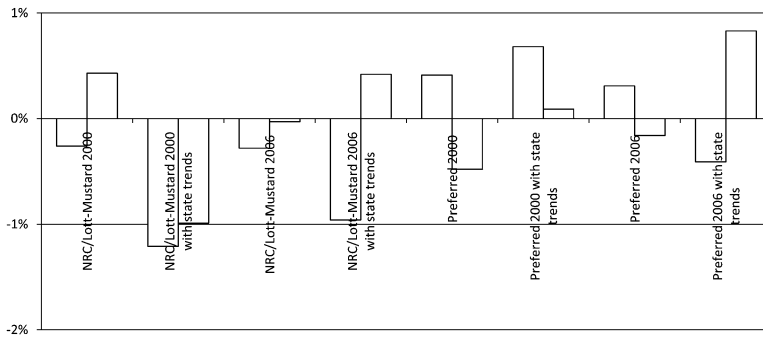 1%
0%
-1%
-2%
NRC/Lott-Mustard 2000
NRC/Lott-Mustard 2000
with state trends
NRC/Lott-Mustard 2006
NRC/Lott-Mustard 2006
with state trends
Preferred 2000
Preferred 2000 with state
trends
Preferred 2006
Preferred 2006 with state
trends